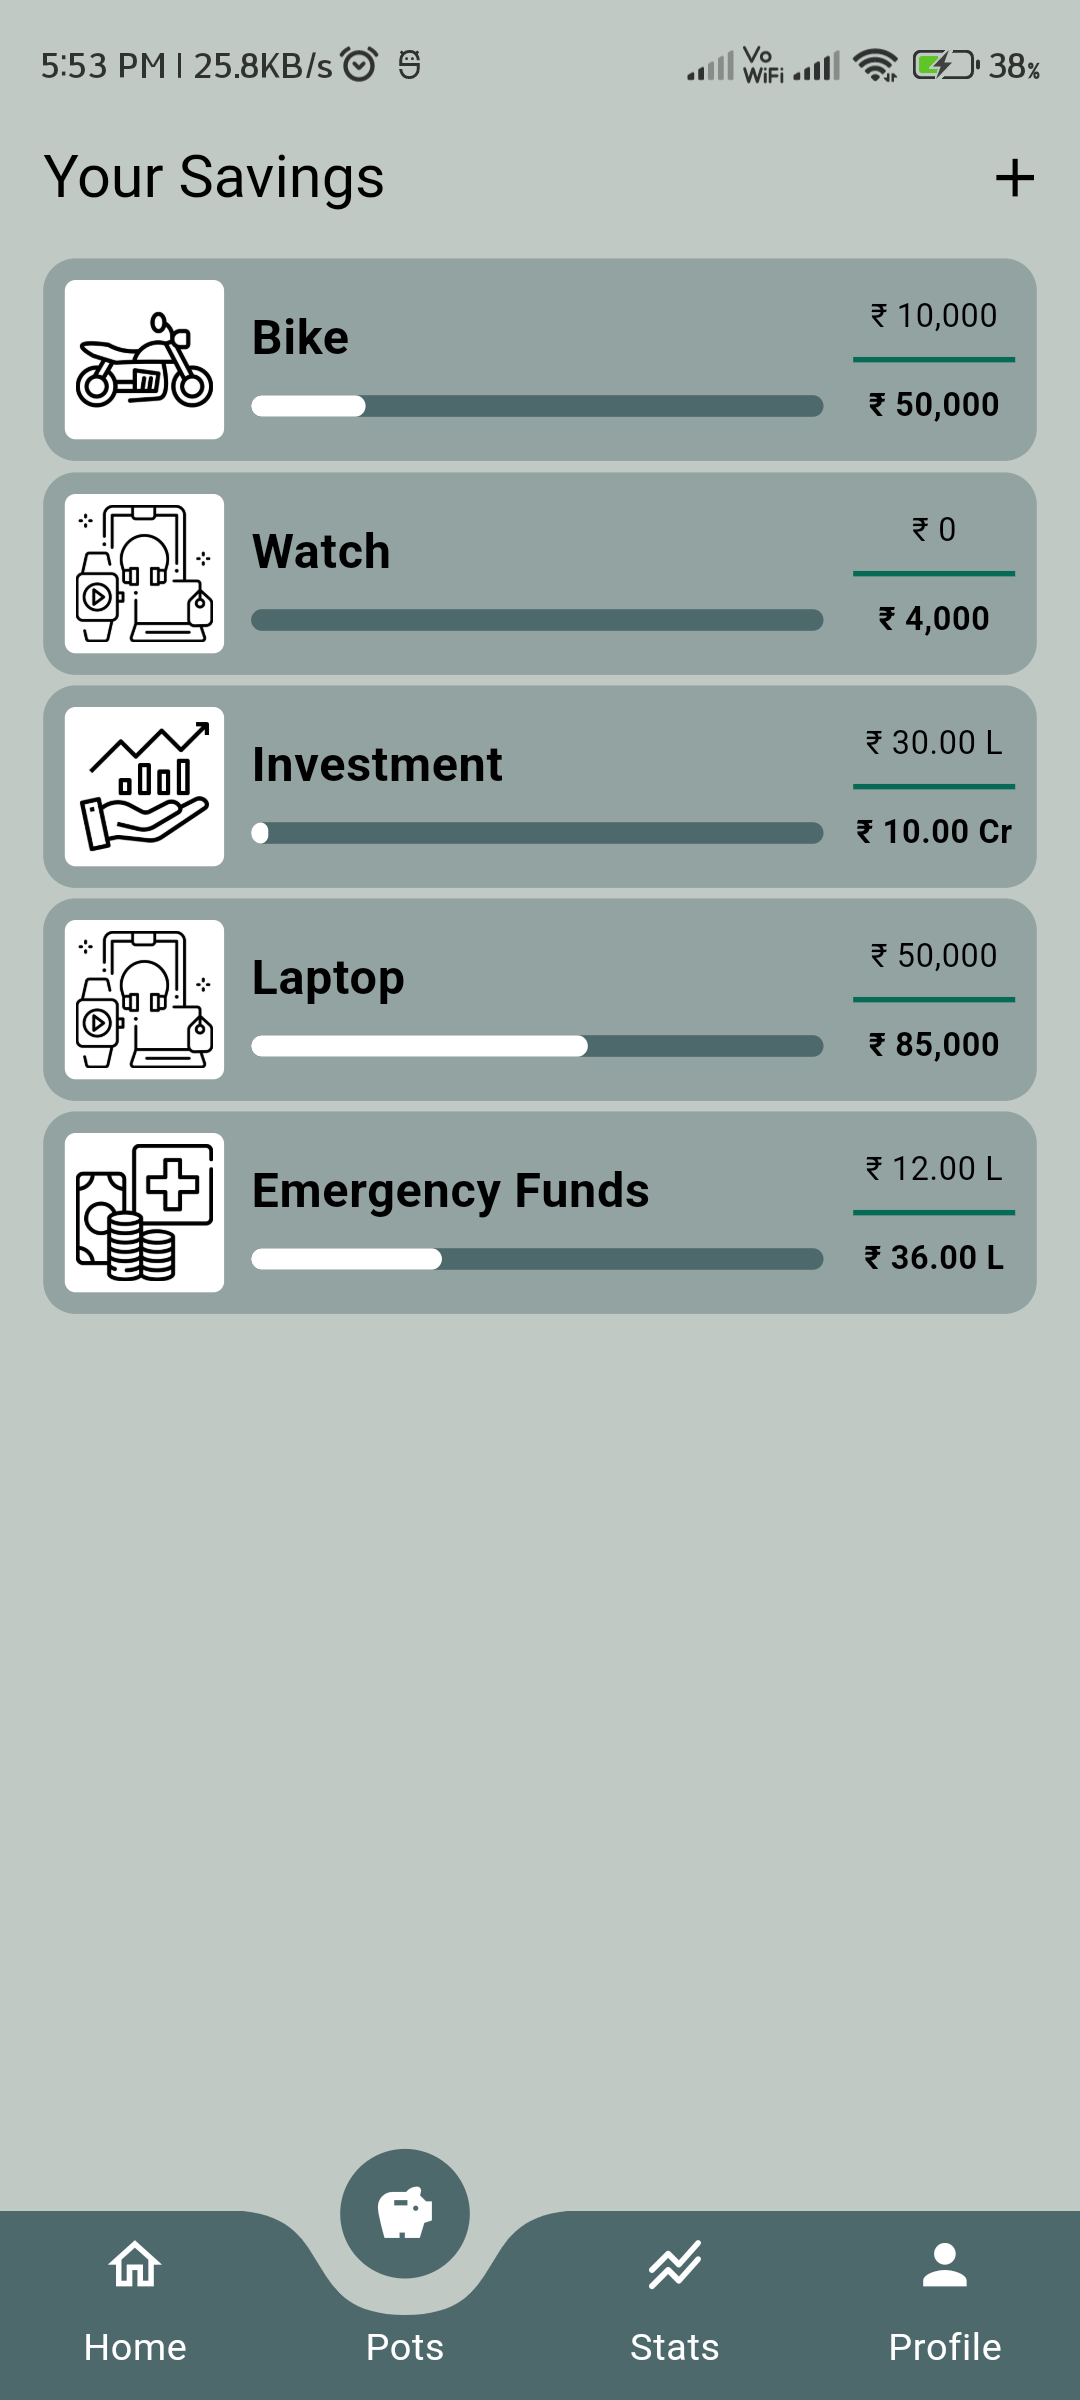 5:53 PM | 25.8KB/s Vo WiFi 38%
Your Savings
Bike
₹ 10,000
₹ 50,000
Watch
₹ 0
₹ 4,000
Investment
₹ 30.00 L
₹ 10.00 Cr
Laptop
₹ 50,000
₹ 85,000
Emergency Funds
₹ 12.00 L
₹ 36.00 L
Home Pots Stats Profile